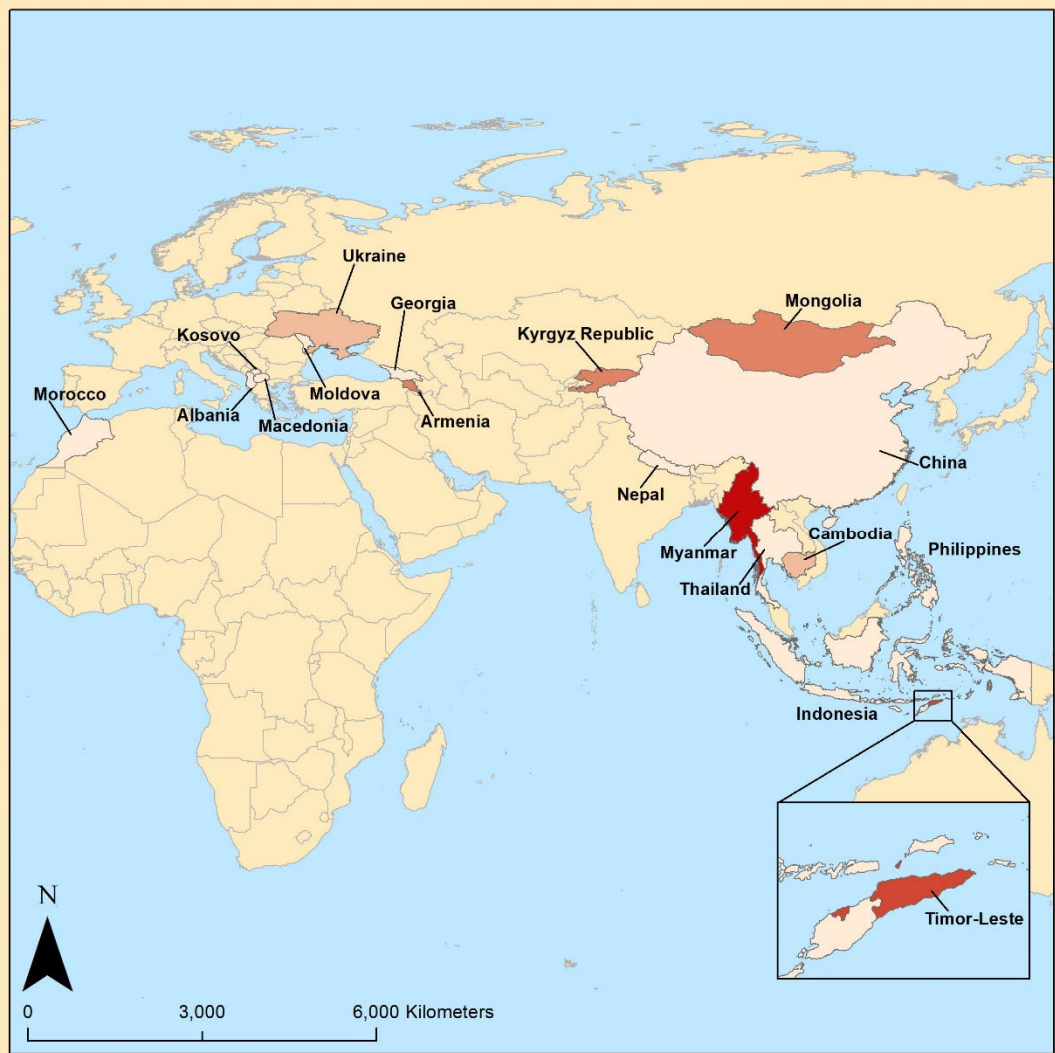 Ukraine
Georgia
Mongolia
Kosovo
Kyrgyz Republic
Morocco
Moldova
Albania
Macedonia
Armenia
China
Nepal
Cambodia
Myanmar
Philippines
Thailand
Indonesia
Timor-Leste
N
0 3,000 6,000 Kilometers